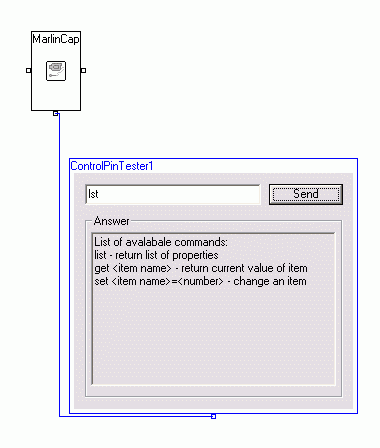 MarlinCap
ControlPinTester1
lst
Send
Answer
List of avalabale commands:
list - return list of properties
get <item name> - return current value of item
set <item name>=<number> - change an item